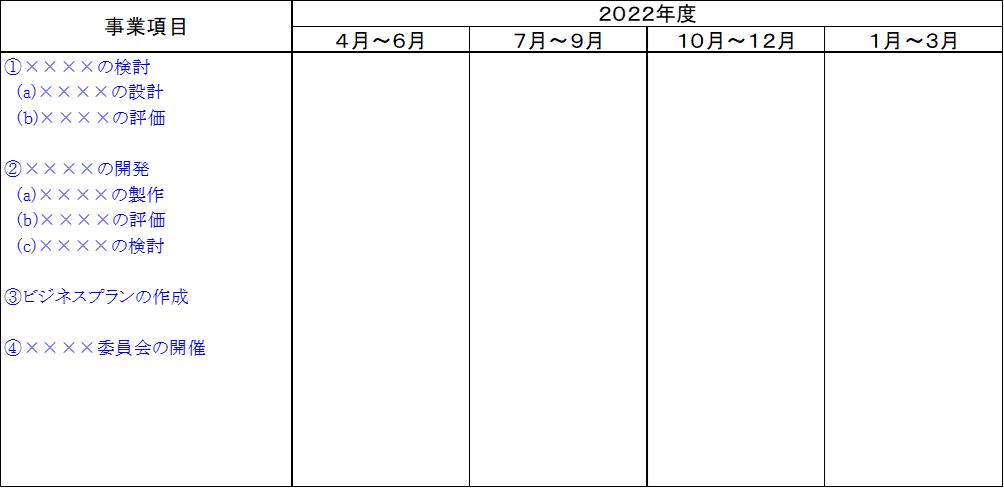 事業項目
2022年度
4月～6月
7月～9月
10月～12月
1月～3月
①××××の検討
(a)××××の設計
(b)××××の評価
②××××の開発
(a)××××の製作
(b)××××の評価
(c)××××の検討
③ビジネスプランの作成
④××××委員会の開催